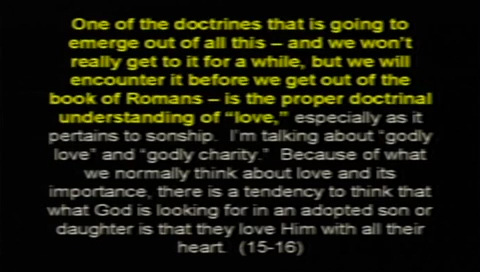 One of the doctrines that is going to
emerge out of all this – and we won't
really get to it for a while, but we will
encounter it before we get out of the
book of Romans – is the proper doctrinal
understanding of “love,” especially as it
pertains to sonship.  I'm talking about “godly
love” and “godly charity.”  Because of what
we normally think about love and its
importance, there is a tendency to think that
what God is looking for in an adopted son or
daughter is that they love Him with all their
heart.  (15-16)